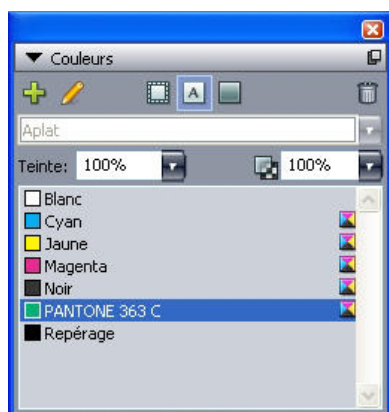 Couleurs
A
Aplat
Teinte: 100% 100%
Blanc
Cyan
Jaune
Magenta
Noir
PANTONE 363 C
Repérage